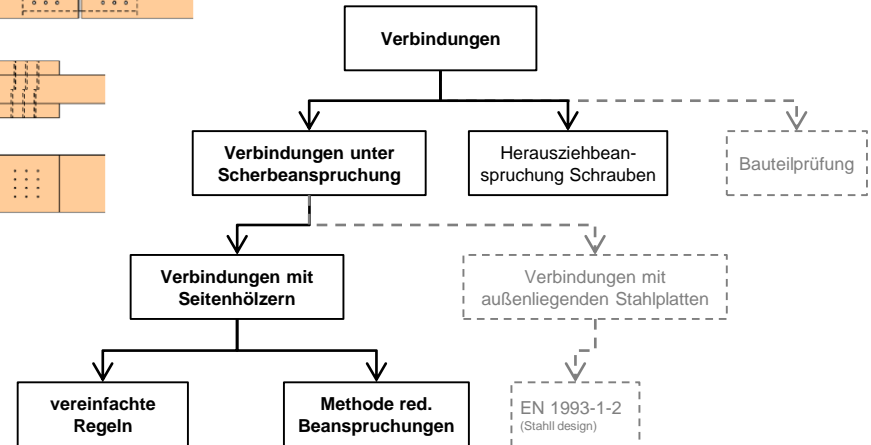 Verbindungen
Verbindungen unter
Scherbeanspruchung
Herausziehbean-
spruchung Schrauben
Bauteilprüfung
Verbindungen mit
Seitenhölzern
Verbindungen mit
außenliegenden Stahlplatten
vereinfachte
Regeln
Methode red.
Beanspruchungen
EN 1993-1-2
(Stahll design)